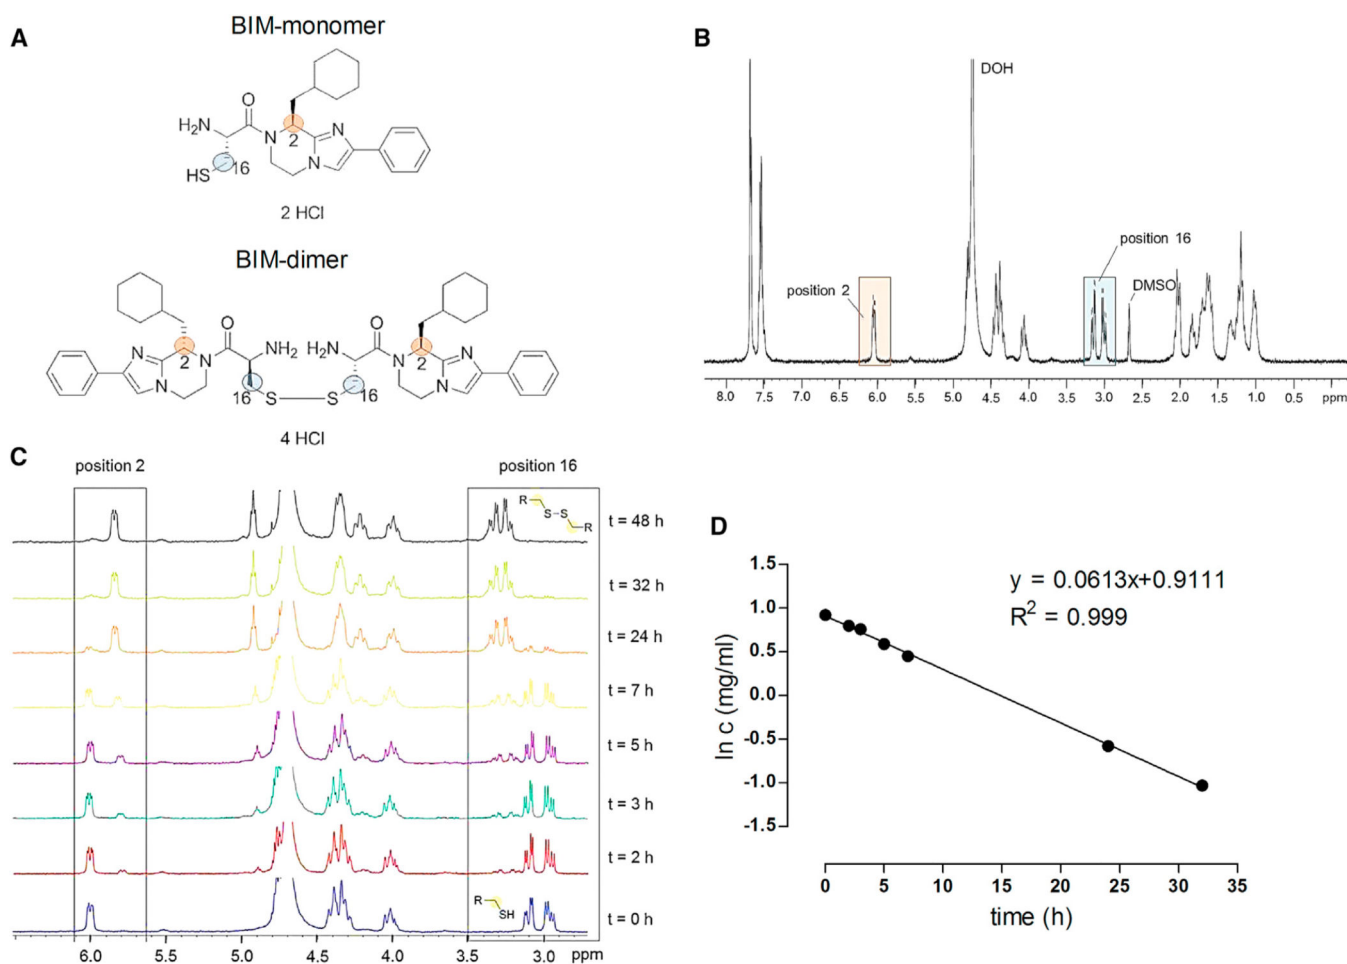 A
BIM-monomer
O
H2N
N
2
N
N
HS
16
2 HCl
BIM-dimer
O
O
N
2
N
NH2
H2N
N
2
N
N
N
16
S
S
16
4 HCl
B
DOH
position 16
position 2
DMSO
8.0 7.5 7.0 6.5 6.0 5.5 5.0 4.5 4.0 3.5 3.0 2.5 2.0 1.5 1.0 0.5 ppm
C
position 2
position 16
R
S-S
R
t = 48 h
t = 32 h
t = 24 h
t = 7 h
t = 5 h
t = 3 h
t = 2 h
R
SH
t = 0 h
6.0 5.5 5.0 4.5 4.0 3.5 3.0 ppm
D
y = 0.0613x+0.9111
R2 = 0.999
ln c (mg/ml)
1.5
1.0
0.5
0.0
-0.5
-1.0
-1.5
0 5 10 15 20 25 30 35
time (h)